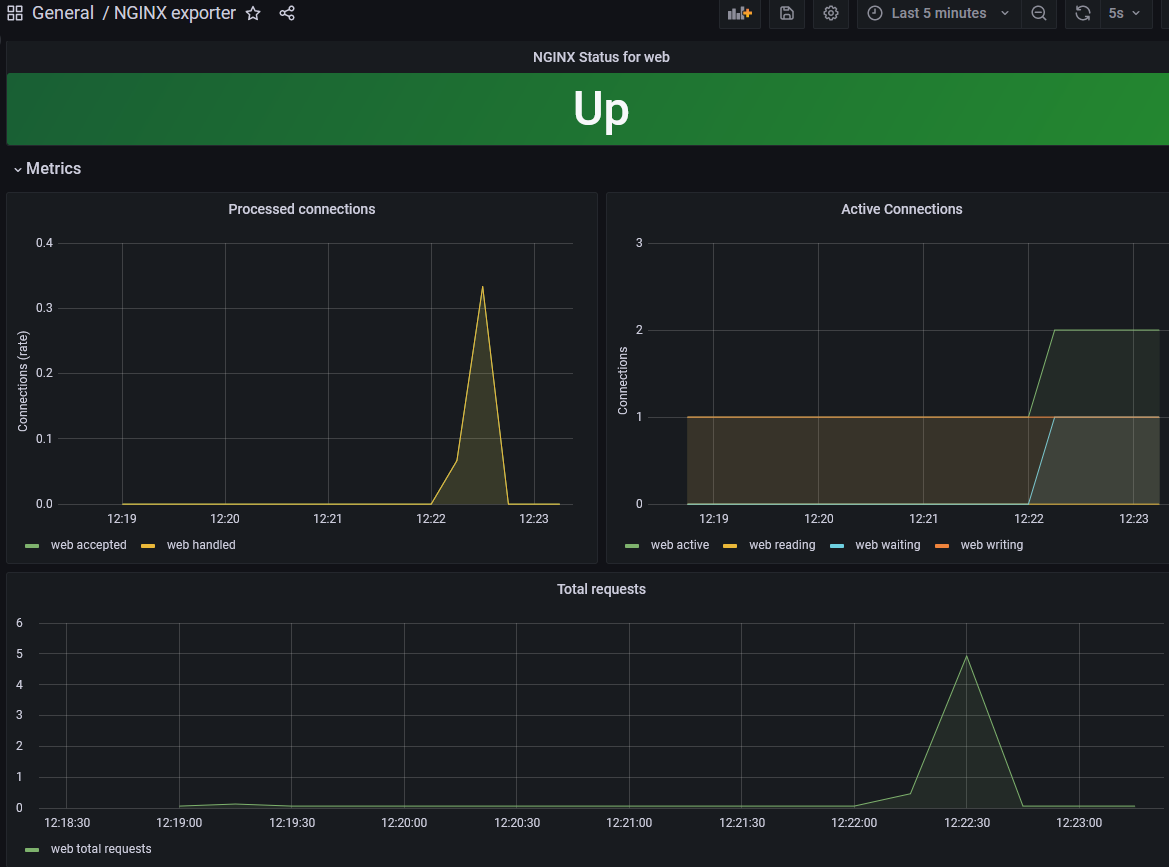 General / NGINX exporter
Last 5 minutes
5s
NGINX Status for web
Up
Metrics
Processed connections
Connections (rate)
0.4
0.3
0.2
0.1
0.0
12:19 12:20 12:21 12:22 12:23
web accepted web handled
Active Connections
Connections
3
2
1
0
12:19 12:20 12:21 12:22 12:23
web active web reading web waiting web writing
Total requests
6
5
4
3
2
1
0
12:18:30 12:19:00 12:19:30 12:20:00 12:20:30 12:21:00 12:21:30 12:22:00 12:22:30 12:23:00
web total requests